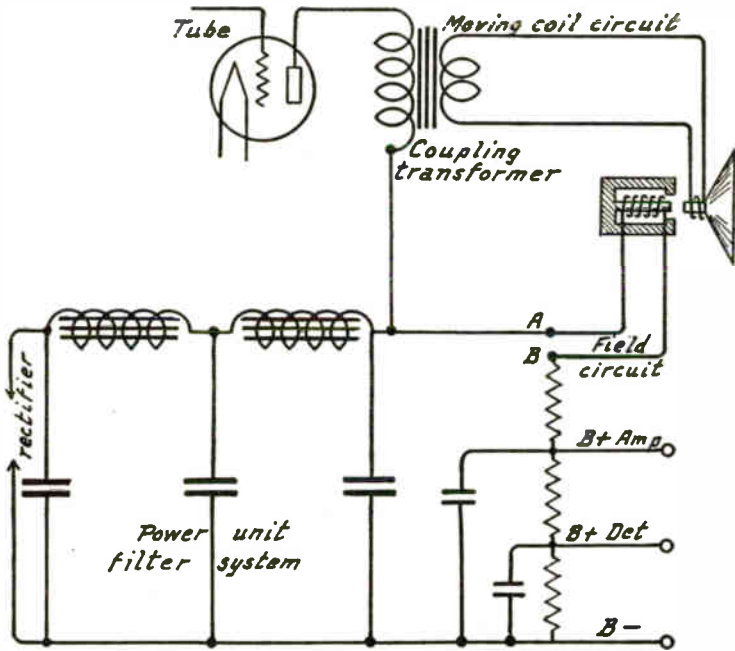 Tube
Moving coil circuit
Coupling
transformer
A
B
Field
circuit
rectifier
B+ Amp
Power unit
filter system
B+ Det
B-